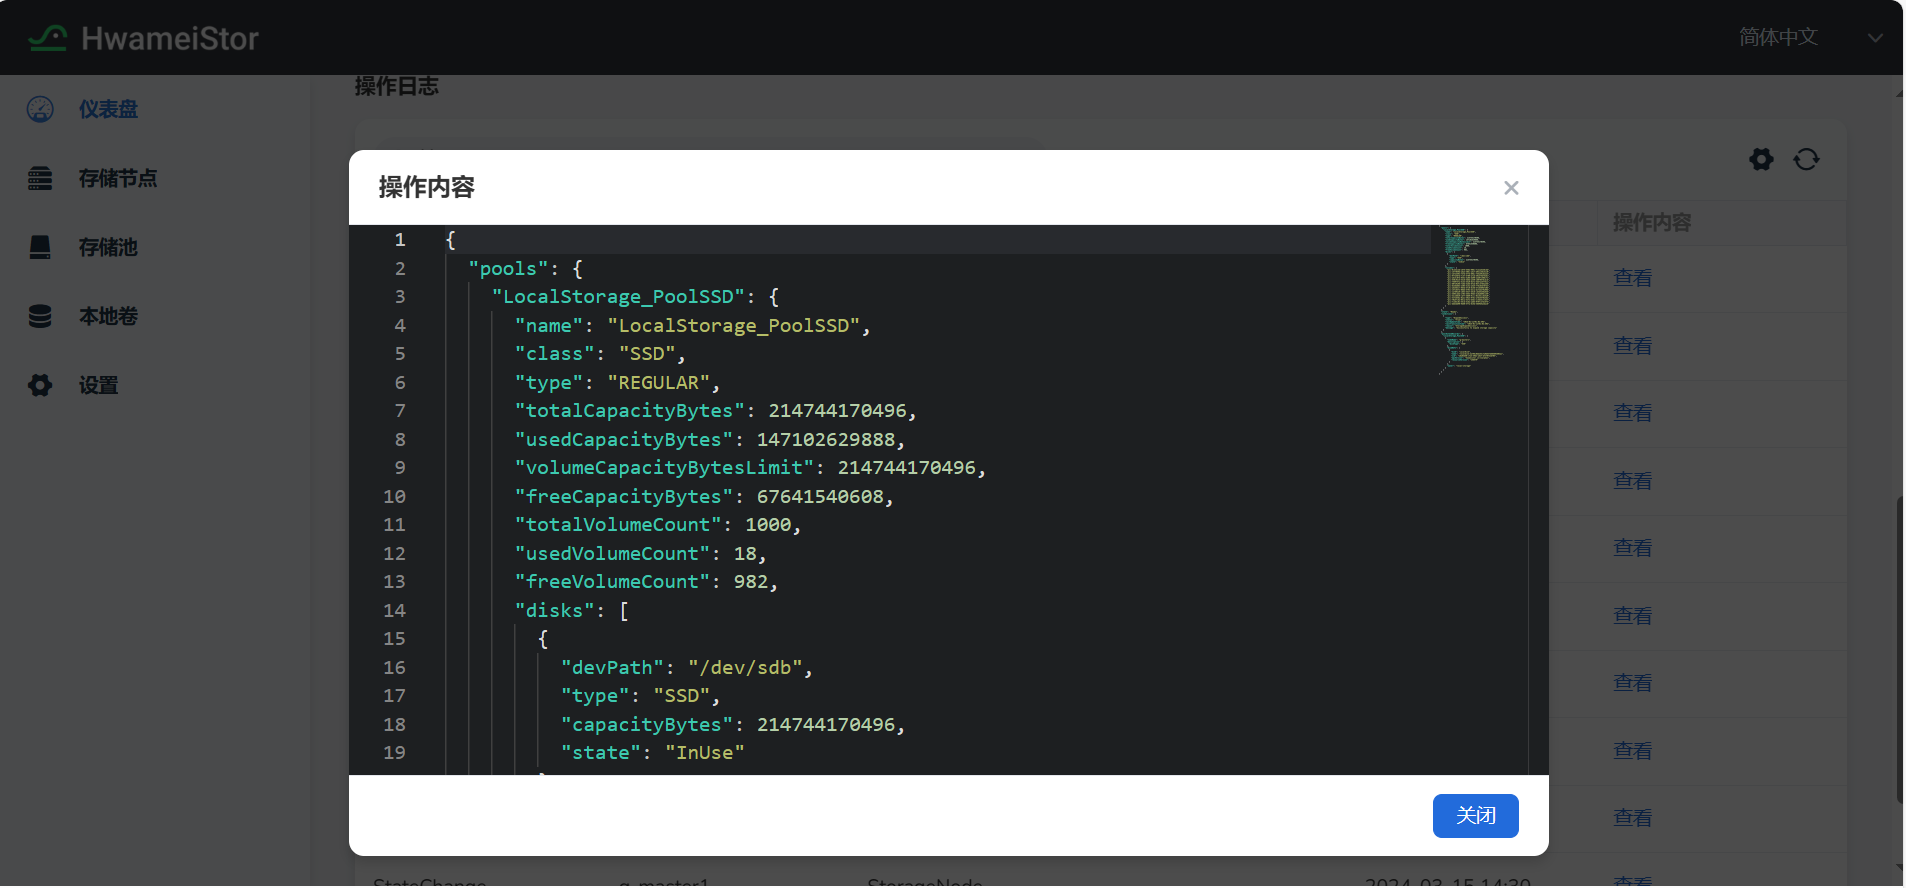 HwameiStor
简体中文
仪表盘
存储节点
存储池
本地卷
设置
操作日志
操作内容
操作内容
1 {
2 "pools": {
3 "LocalStorage_PoolSSD": {
4 "name": "LocalStorage_PoolSSD",
5 "class": "SSD",
6 "type": "REGULAR",
7 "totalCapacityBytes": 214744170496,
8 "usedCapacityBytes": 147102629888,
9 "volumeCapacityBytesLimit": 214744170496,
10 "freeCapacityBytes": 67641540608,
11 "totalVolumeCount": 1000,
12 "usedVolumeCount": 18,
13 "freeVolumeCount": 982,
14 "disks": [
15 {
16 "devPath": "/dev/sdb",
17 "type": "SSD",
18 "capacityBytes": 214744170496,
19 "state": "InUse"
关闭
查看
查看
查看
查看
查看
查看
查看
查看
查看
StateChange g-master1 StorageNode 2024-03-15 14:30 查看